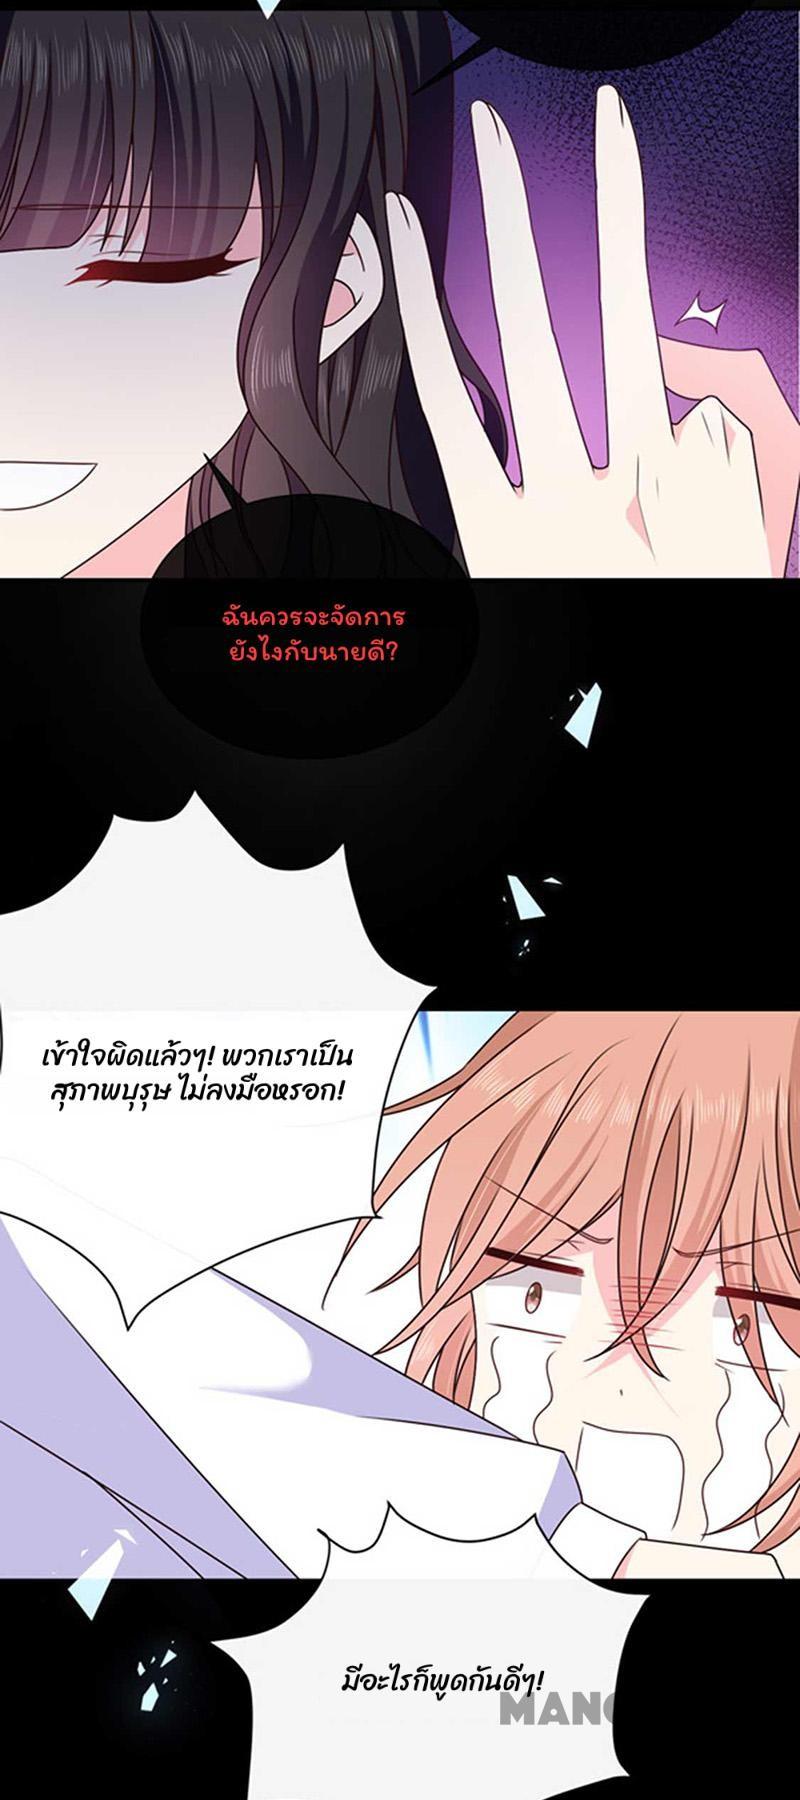 ฉันควรจะจัดการ
ยังไงกับนายดี?
เข้าใจผิดแล้วๆ! พวกเราเป็น
สุภาพบุรุษ ไม่ลงมือหรอก!
มีอะไรก็พูดกันดีๆ!
MANG